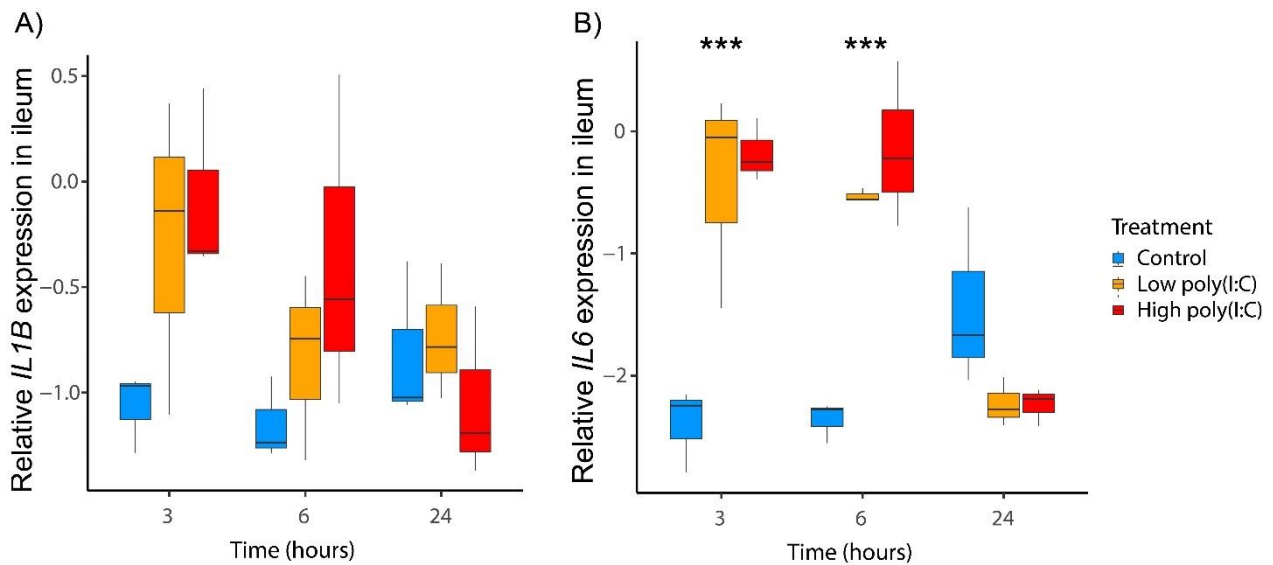 A)
Relative IL1B expression in ileum
0.5
0.0
−0.5
−1.0
3
6
24
Time (hours)
B)
Relative IL6 expression in ileum
***
***
0
−1
−2
3
6
24
Time (hours)
Treatment
Control
Low poly(I:C)
High poly(I:C)